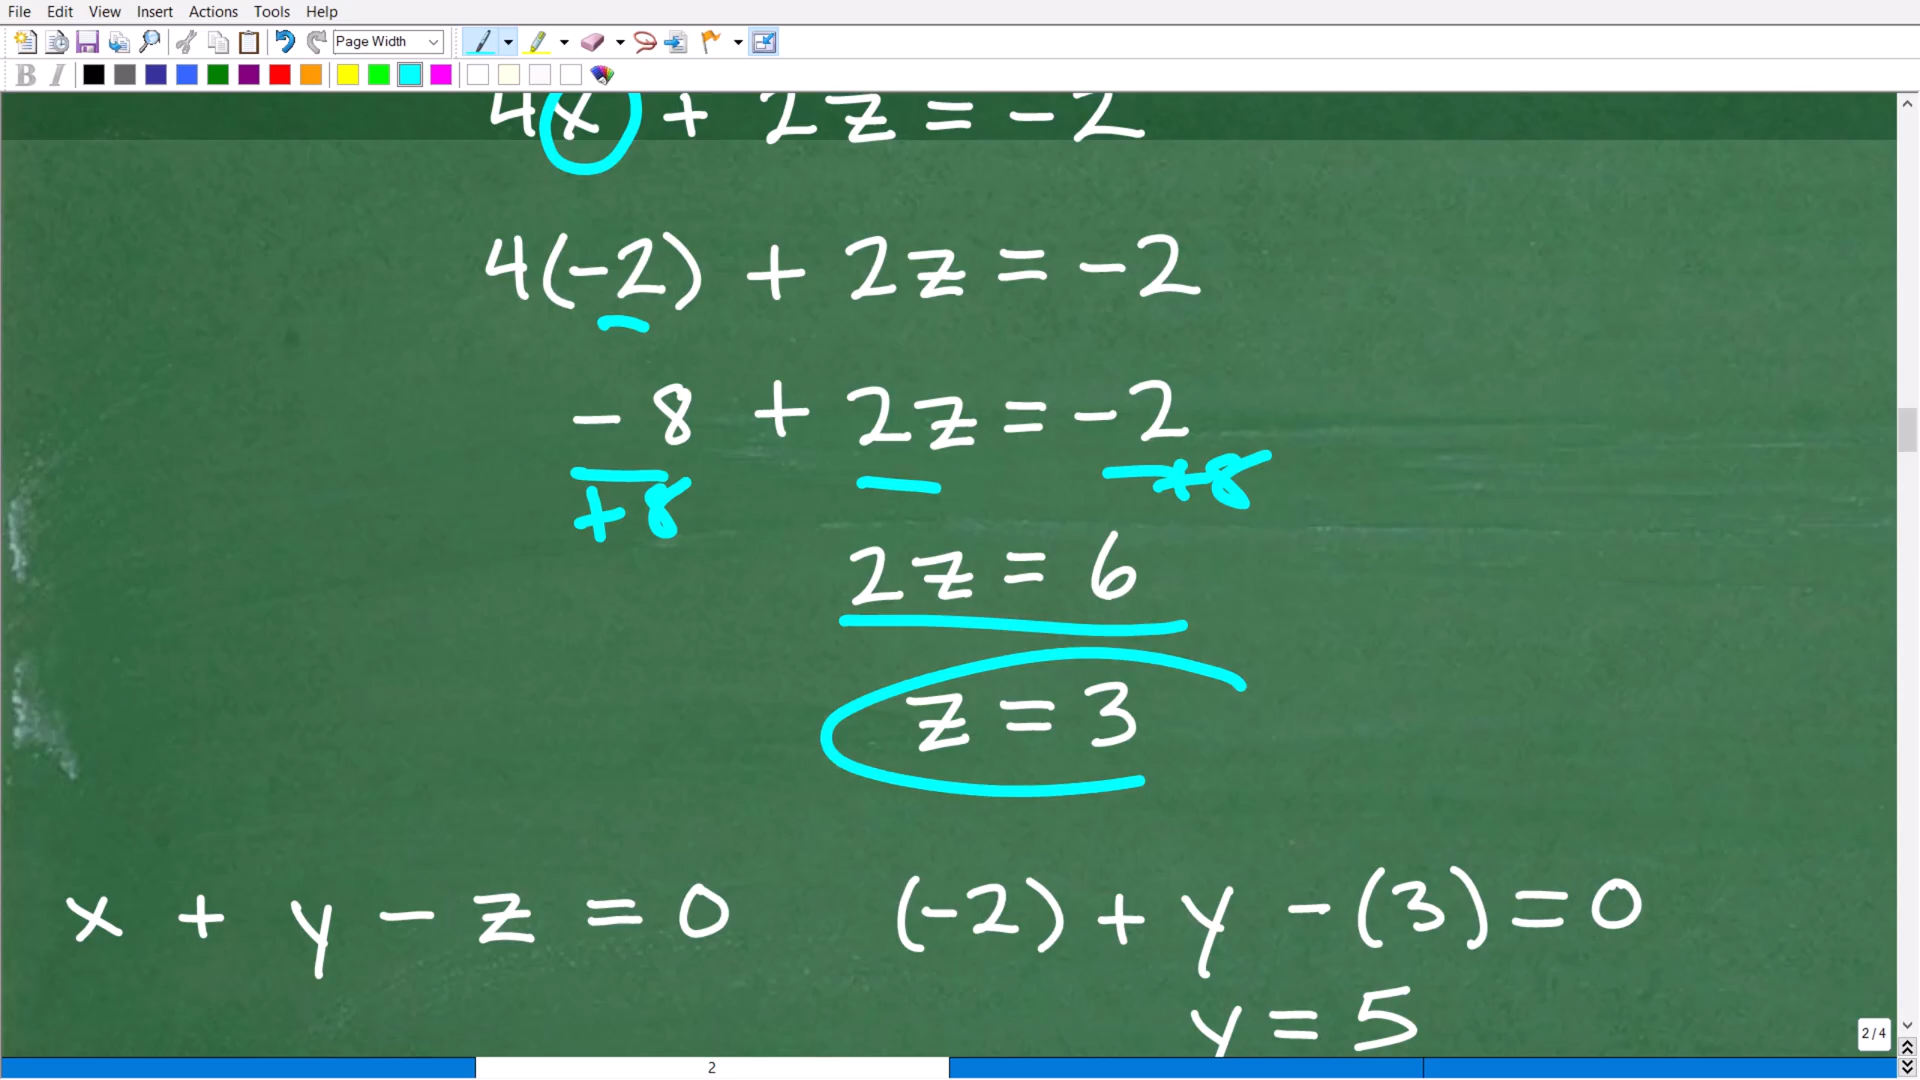 File Edit View Insert Actions Tools Help
Page Width
B I
4x + 2z = -2
4(-2) + 2z = -2
-8 + 2z = -2
+8 +8
2z = 6
z = 3
x + y - z = 0 (-2) + y - (3) = 0
y = 5
2 / 4
2